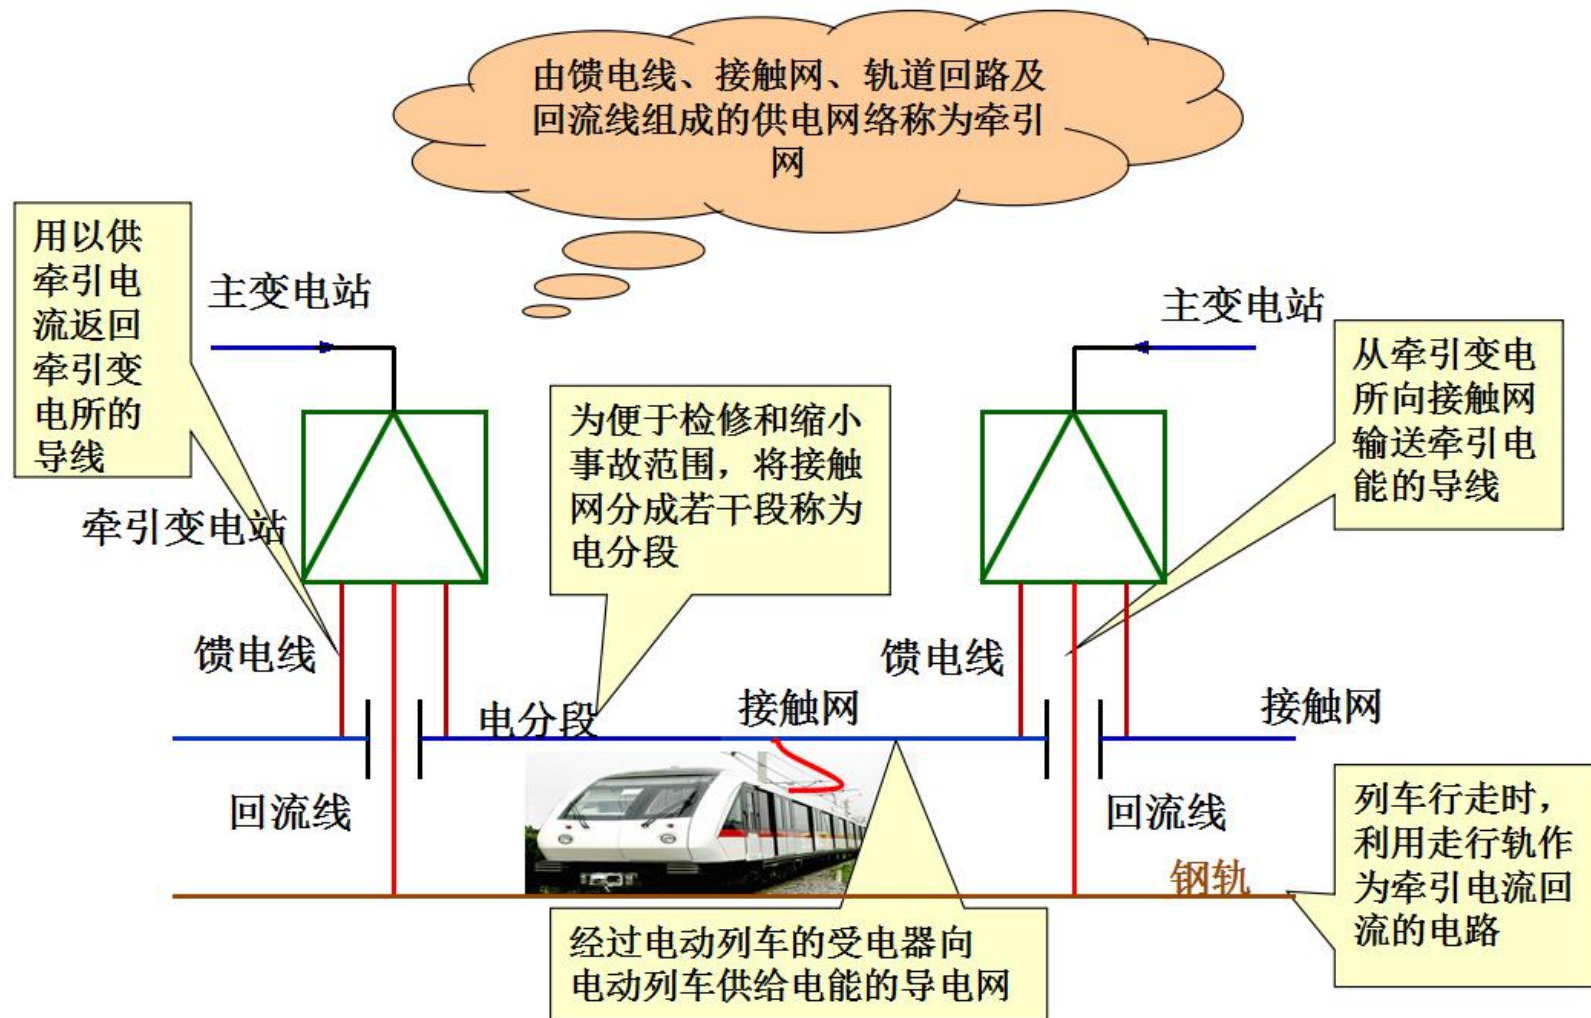 由馈电线、接触网、轨道回路及
回流线组成的供电网络称为牵引
网
用以供
牵引电
流返回
牵引变
电所的
导线
主变电站
主变电站
从牵引变电
所向接触网
输送牵引电
能的导线
为便于检修和缩小
事故范围，将接触
网分成若干段称为
电分段
牵引变电站
馈电线
馈电线
电分段
接触网
接触网
回流线
回流线
列车行走时，
利用走行轨作
为牵引电流回
流的电路
钢轨
经过电动列车的受电器向
电动列车供给电能的导电网